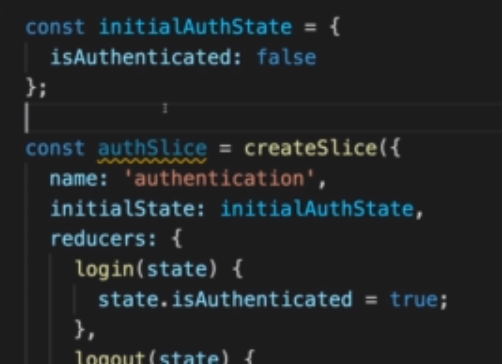 const initialAuthState = {
isAuthenticated: false
};
const authSlice = createSlice({
name: 'authentication',
initialState: initialAuthState,
reducers: {
login(state) {
state.isAuthenticated = true;
},
logout(state) {